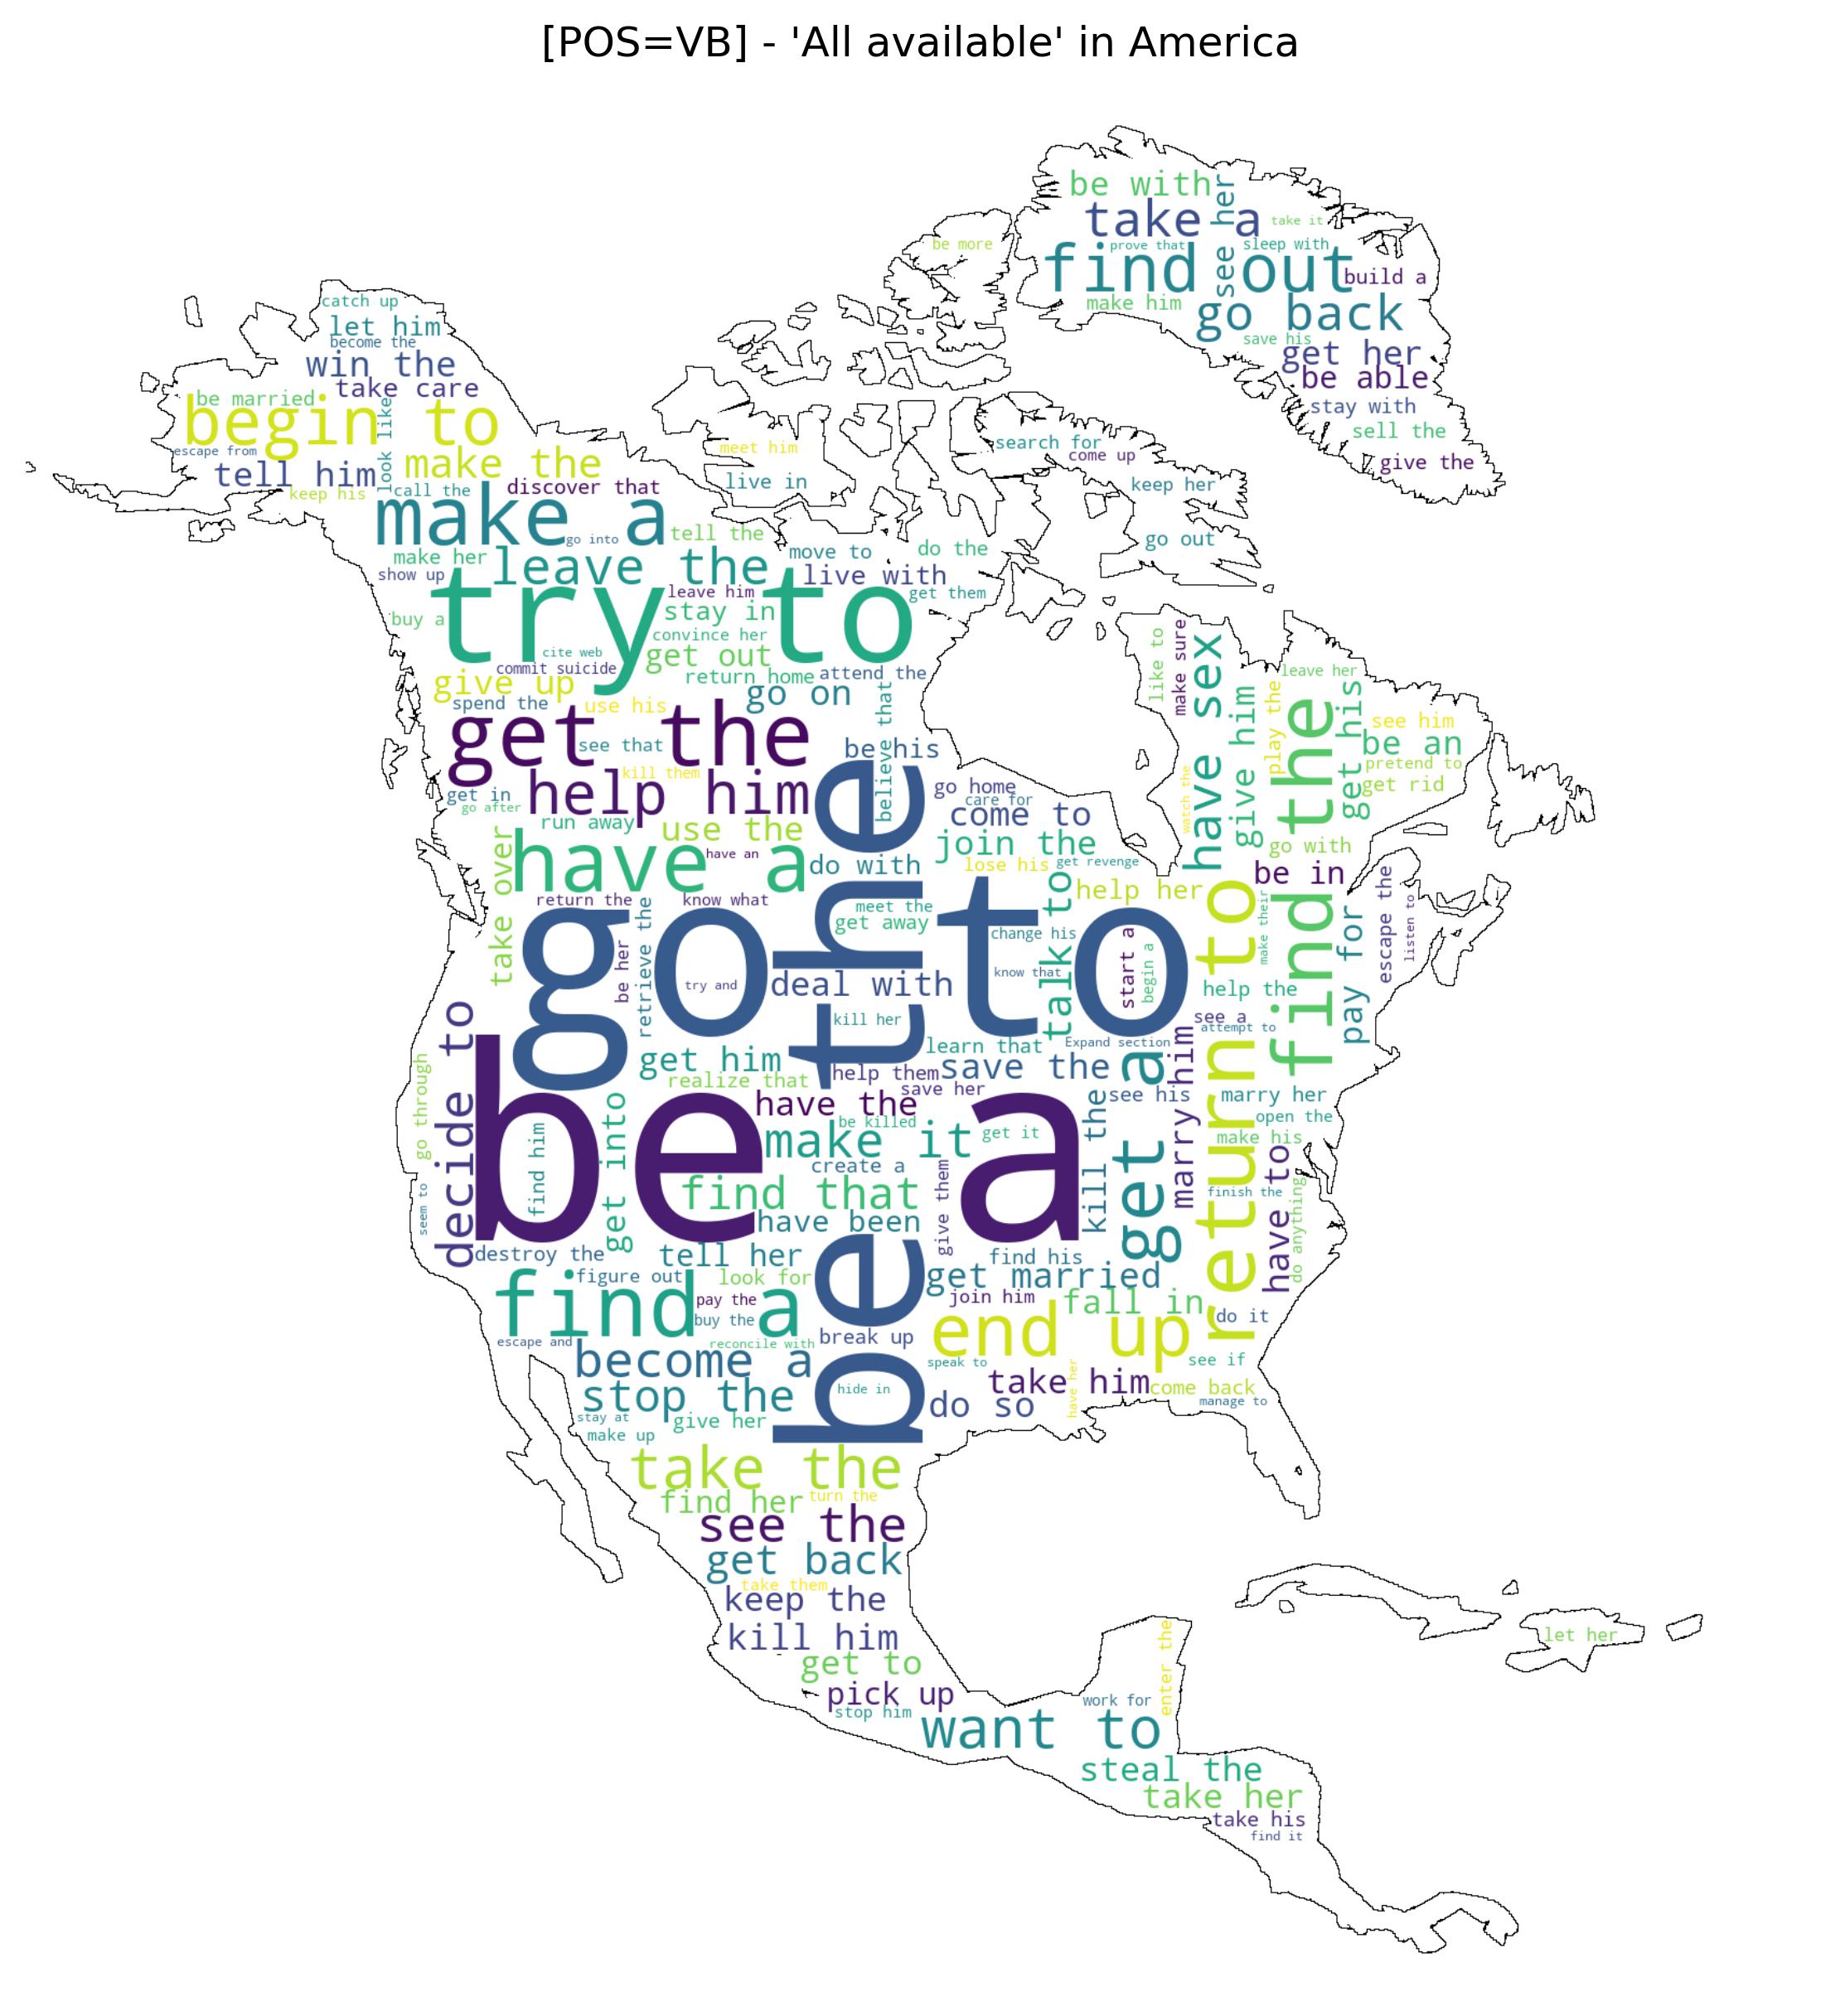 [POS=VB] - 'All available' in America
be with
take a
see her
take it
be more
prove that
sleep with
find out
build a
make him
go back
save his
get her
be able
stay with
sell the
give the
catch up
let him
become the
win the
take care
be married
look like
begin to
escape from
tell him
make the
keep his
call the
discover that
meet him
live in
search for
come up
keep her
go out
make a
go into
tell the
make her
leave the
move to
do the
show up
live with
try to
leave him
get them
stay in
buy a
convince her
cite web
get out
commit suicide
return home
attend the
give up
go on
spend the
use his
get the
see that
be his
believe that
kill them
help him
get in
go after
go home
care for
come to
run away
use the
join the
have a
have an
do with
lose his
get revenge
take over
help her
like to
make sure
have sex
give him
play the
leave her
get his
see him
be an
pretend to
get rid
watch the
find the
go with
be in
return the
know what
meet the
get away
go to
be the
retrieve the
be her
try and
deal with
change his
know that
talk to
start a
begin a
return to
make their
pay for
escape the
listen to
help the
kill her
see a
attempt to
learn that
Expand section
get him
realize that
help them
save the
save her
get a
marry him
decide to
go through
be a
have the
see his
marry her
open the
be killed
make it
get it
kill the
make his
find him
get into
create a
find that
give them
finish the
have to
do anything
seem to
have been
destroy the
tell her
find his
figure out
look for
get married
find a
pay the
join him
fall in
buy the
end up
do it
escape and
reconcile with
break up
become a
speak to
see if
hide in
take him
come back
have her
stop the
do so
manage to
stay at
give her
make up
take the
find her
turn the
see the
get back
take them
keep the
kill him
let her
get to
enter the
pick up
work for
stop him
want to
steal the
take her
take his
find it